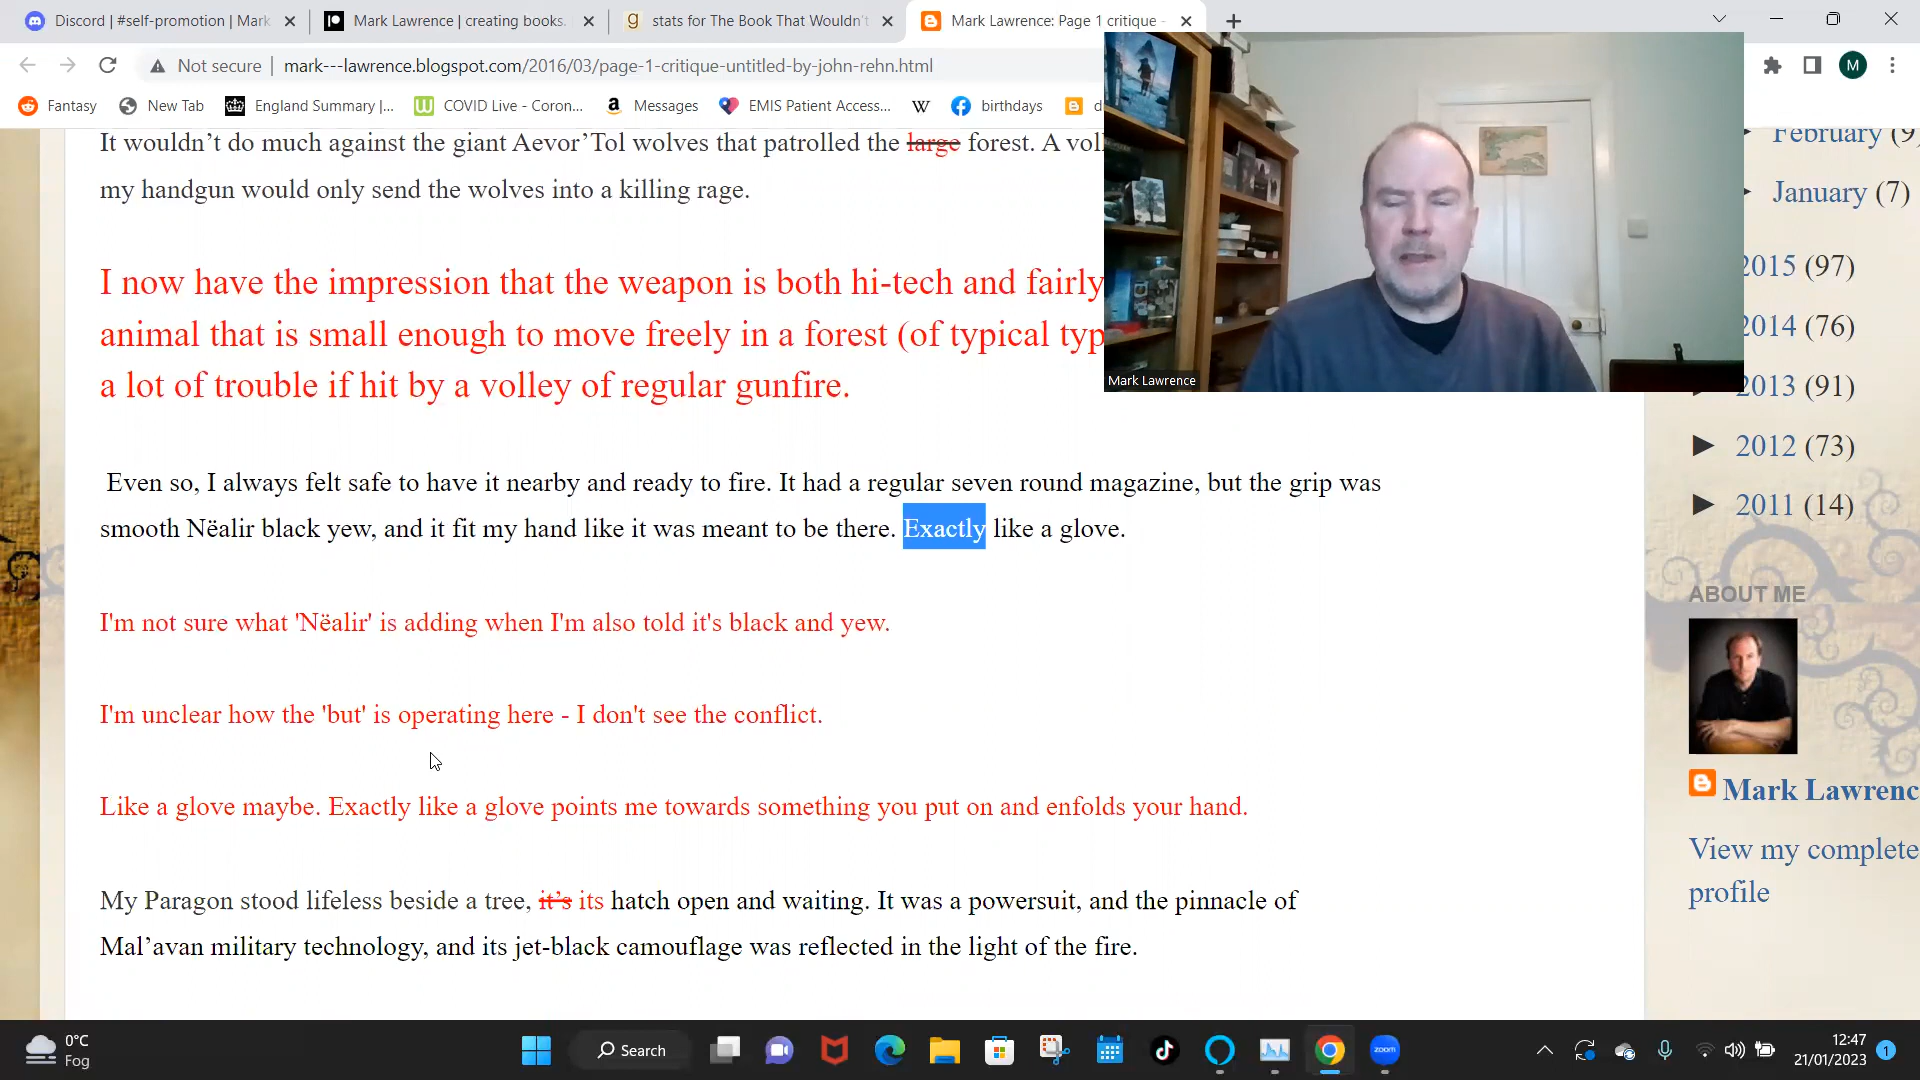 Discord | #self-promotion | Mark
Mark Lawrence | creating books.
stats for The Book That Wouldn't
Mark Lawrence: Page 1 critique -
Not secure
mark---lawrence.blogspot.com/2016/03/page-1-critique-untitled-by-john-rehn.html
M
Fantasy
New Tab
England Summary |...
COVID Live - Coron...
Messages
EMIS Patient Access...
W
birthdays
It wouldn't do much against the giant Aevor'Tol wolves that patrolled the large forest. A
my handgun would only send the wolves into a killing rage.
I now have the impression that the weapon is both hi-tech and fairly
animal that is small enough to move freely in a forest (of typical
a lot of trouble if hit by a volley of regular gunfire.
Mark Lawrence
Even so, I always felt safe to have it nearby and ready to fire. It had a regular seven round magazine, but the grip was
smooth Nëalir black yew, and it fit my hand like it was meant to be there. Exactly like a glove.
I'm not sure what 'Nëalir' is adding when I'm also told it's black and yew.
I'm unclear how the 'but' is operating here - I don't see the conflict.
Like a glove maybe. Exactly like a glove points me towards something you put on and enfolds your hand.
My Paragon stood lifeless beside a tree, it's its hatch open and waiting. It was a powersuit, and the pinnacle of
Mal'avan military technology, and its jet-black camouflage was reflected in the light of the fire.
February (9
January (7)
2015 (97)
2014 (76)
2013 (91)
► 2012 (73)
► 2011 (14)
ABOUT ME
Mark Lawrenc
View my complete
profile
0°C
Fog
Search
zoom
12:47
21/01/2023
1